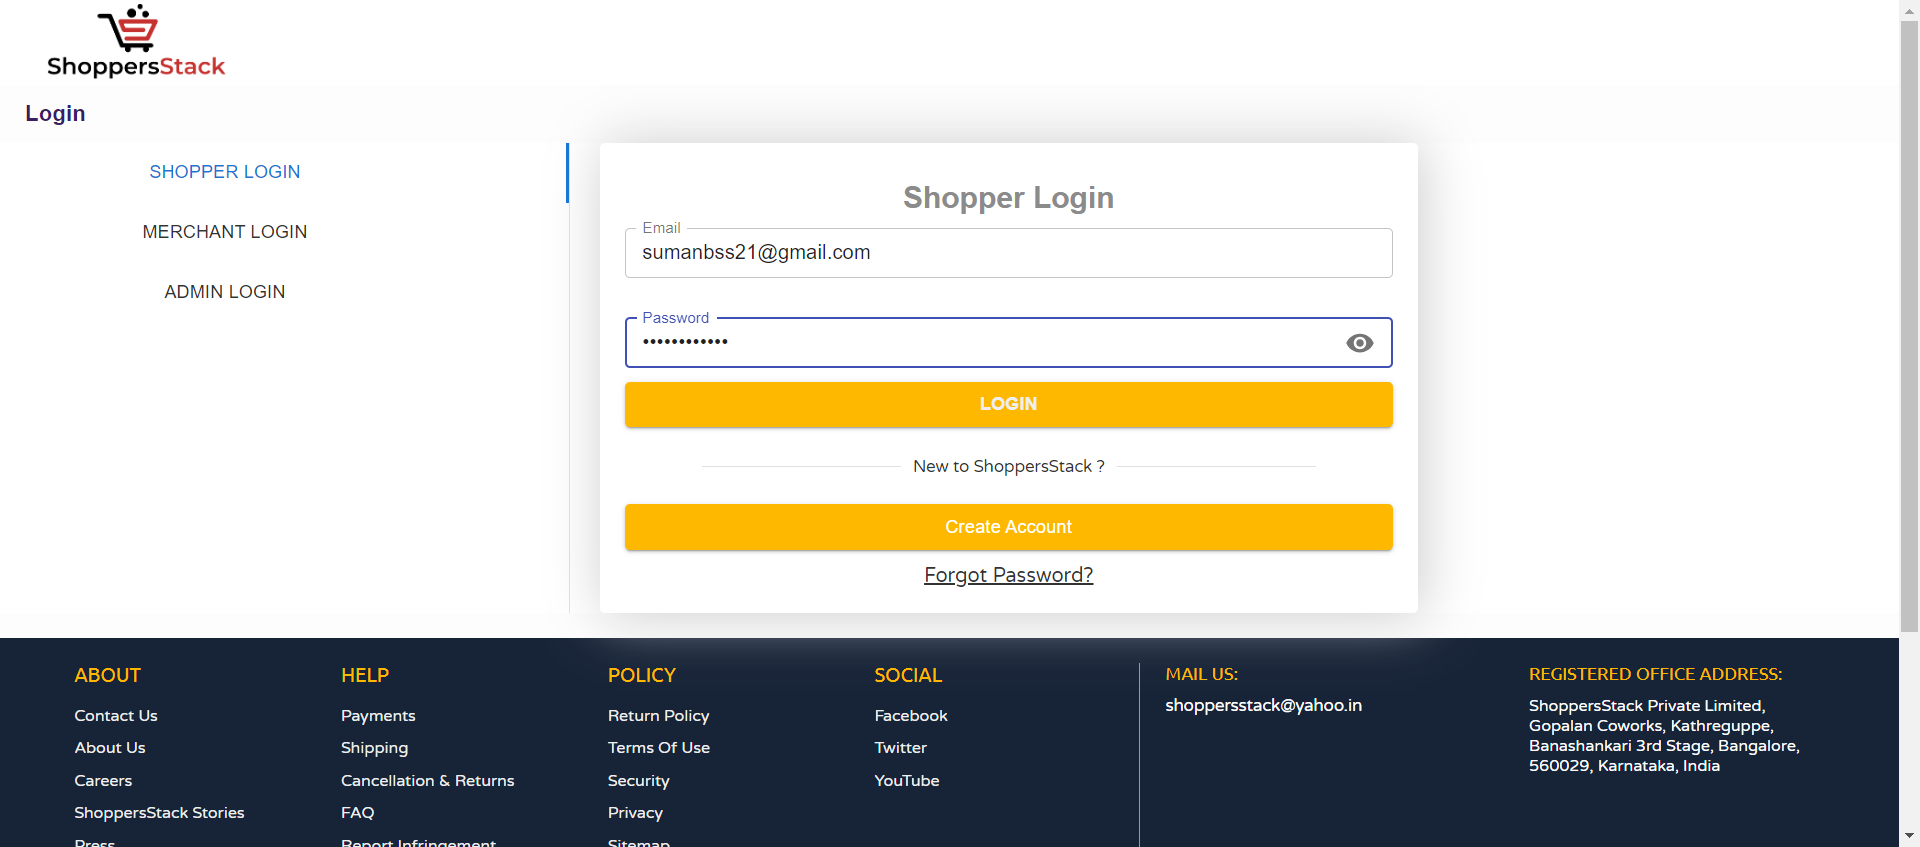 ShoppersStack
Login
SHOPPER LOGIN
MERCHANT LOGIN
ADMIN LOGIN
Shopper Login
Email
sumanbss21@gmail.com
Password
••••••••••••
LOGIN
New to ShoppersStack ?
Create Account
Forgot Password?
ABOUT
Contact Us
About Us
Careers
ShoppersStack Stories
Press
HELP
Payments
Shipping
Cancellation & Returns
FAQ
Report Infringement
POLICY
Return Policy
Terms Of Use
Security
Privacy
Sitemap
SOCIAL
Facebook
Twitter
YouTube
MAIL US:
shoppersstack@yahoo.in
REGISTERED OFFICE ADDRESS:
ShoppersStack Private Limited,
Gopalan Coworks, Kathreguppe,
Banashankari 3rd Stage, Bangalore,
560029, Karnataka, India